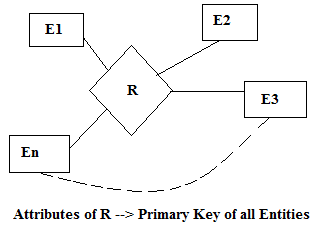 E1
E2
R
E3
En
Attributes of R --> Primary Key of all Entities